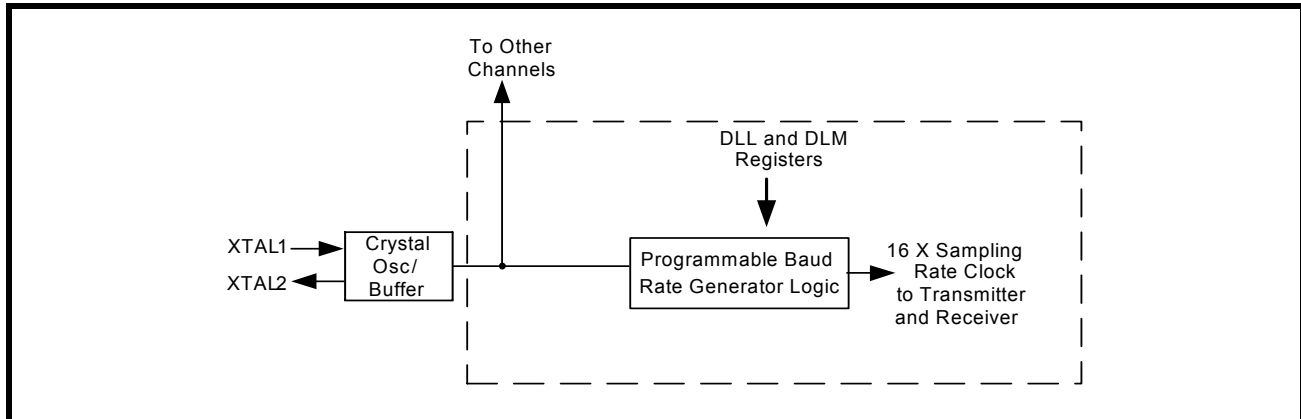 To Other
Channels
DLL and DLM
Registers
XTAL1
XTAL2
Crystal
Osc/
Buffer
Programmable Baud
Rate Generator Logic
16 X Sampling
Rate Clock
to Transmitter
and Receiver